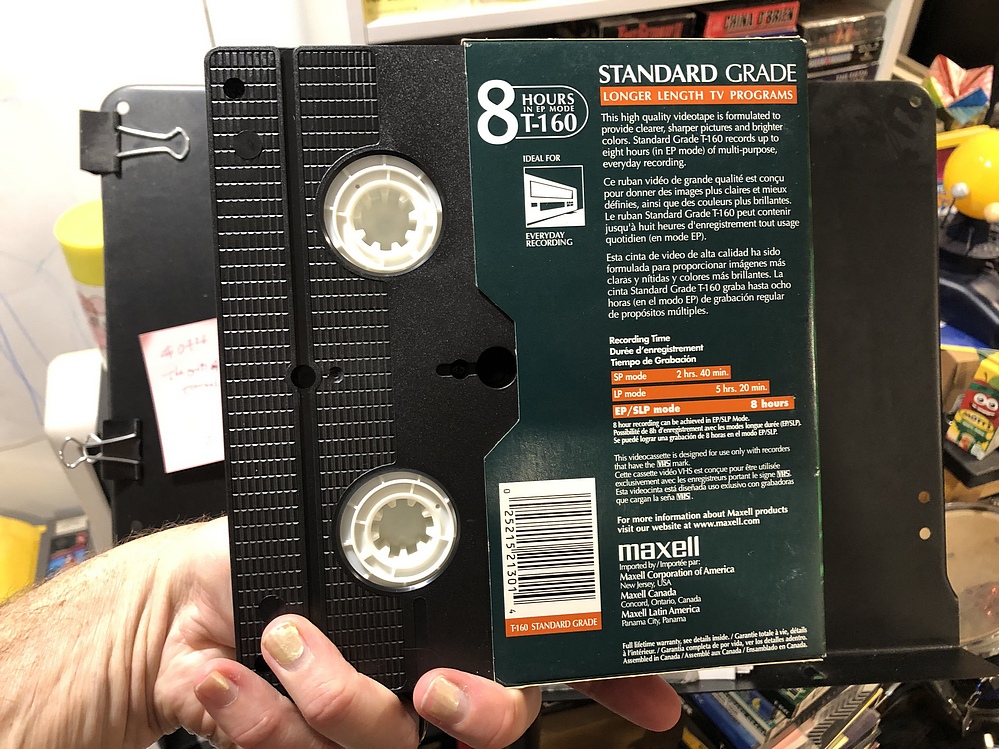 CHINA O'BRIEN
8 HOURS
IN EP MODE
T-160
IDEAL FOR
EVERYDAY
RECORDING
STANDARD GRADE
LONGER LENGTH TV PROGRAMS
This high quality videotape is formulated to
provide clearer, sharper pictures and brighter
colors. Standard Grade T-160 records up to
eight hours (in EP mode) of multi-purpose,
everyday recording.
Ce ruban vidéo de grande qualité est conçu
pour donner des images plus claires et mieux
définies, ainsi que des couleurs plus brillantes.
Le ruban Standard Grade T-160 peut contenir
jusqu'à huit heures d'enregistrement tout usage
quotidien (en mode EP).
Esta cinta de video de alta calidad ha sido
formulada para proporcionar imágenes más
claras y nítidas y colores más brillantes. La
cinta Standard Grade T-160 graba hasta ocho
horas (en el modo EP) de grabación regular
de propósitos múltiples.
Recording Time
Durée d'enregistrement
Tiempo de Grabación
SP mode 2 hrs. 40 min.
LP mode 5 hrs. 20 min.
EP/SLP mode 8 hours
8 hour recording can be achieved in EP/SLP Mode.
Possibilité de 8h d'enregistrement avec les modes longue durée (EP/SLP).
Se puedé lograr una grabación de 8 horas en el modo EP/SLP.
This videocassette is designed for use only with recorders
that have the VHS mark.
Cette cassette vidéo VHS est conçue pour être utilisée
exclusivement avec les enregistreurs portant le signe VHS.
Esta videocinta está diseñada uso exlusivo con grabadoras
que cargan la seña VHS.
For more information about Maxell products
visit our website at www.maxell.com
maxell
Imported by / Importée par:
Maxell Corporation of America
New Jersey, USA
Maxell Canada
Concord, Ontario, Canada
Maxell Latin America
Panama City, Panama
Full lifetime warranty, see details inside. / Garantie totale à vie, détails
à l'intérieur. / Garantía completa de por vida, ver los detalles adentro.
Assembled in Canada / Assemblé au Canada / Ensamblado en Canada.
0 25215 21301 4
T-160 STANDARD GRADE